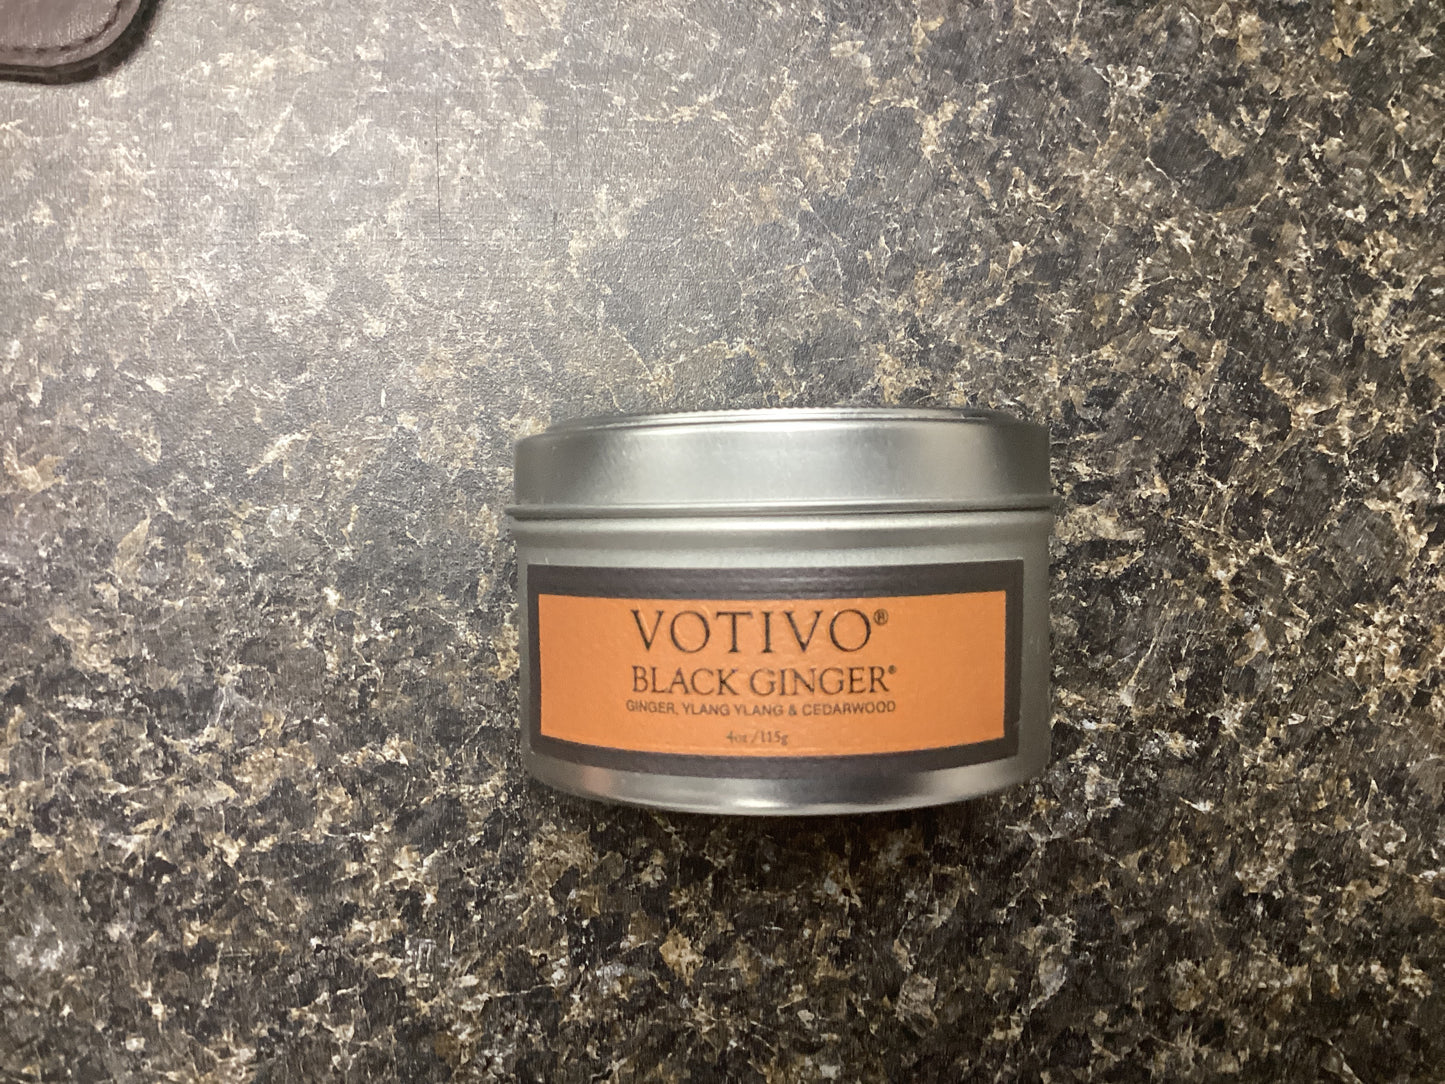 VOTIVO®
BLACK GINGER®
GINGER, YLANG YLANG & CEDARWOOD
4oz / 115g